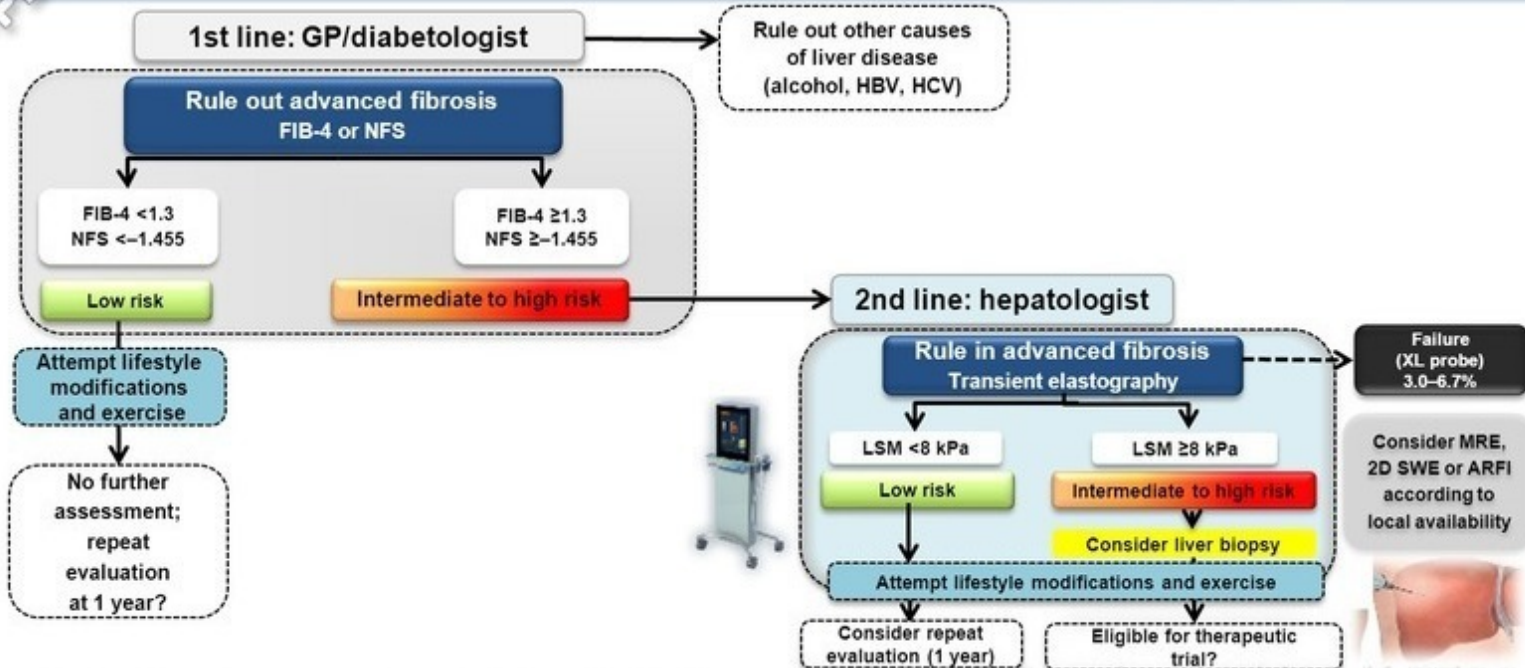 1st line: GP/diabetologist
Rule out other causes
of liver disease
(alcohol, HBV, HCV)
Rule out advanced fibrosis
FIB-4 or NFS
FIB-4 <1.3
NFS <–1.455
FIB-4 ≥1.3
NFS ≥–1.455
Low risk
Intermediate to high risk
Attempt lifestyle
modifications
and exercise
No further
assessment;
repeat
evaluation
at 1 year?
2nd line: hepatologist
Rule in advanced fibrosis
Transient elastography
Failure
(XL probe)
3.0–6.7%
LSM <8 kPa
LSM ≥8 kPa
Low risk
Intermediate to high risk
Consider liver biopsy
Consider MRE,
2D SWE or ARFI
according to
local availability
Attempt lifestyle modifications and exercise
Consider repeat
evaluation (1 year)
Eligible for therapeutic
trial?